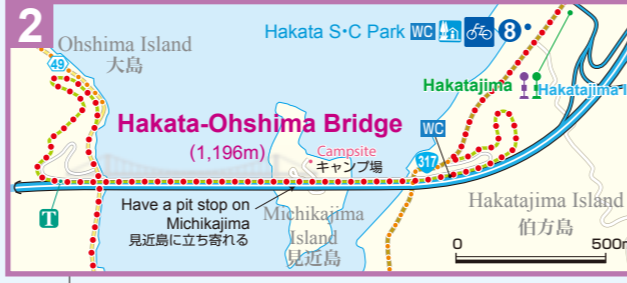 2
Ohshima Island
大島
49
Hakata S・C Park WC 8
Hakatajima
Hakatajima I
Hakata-Ohshima Bridge
(1,196m)
WC
Campsite
キャンプ場
317
T
Have a pit stop on
Michikajima
見近島に立ち寄れる
Michikajima
Island
見近島
Hakatajima Island
伯方島
0 500m